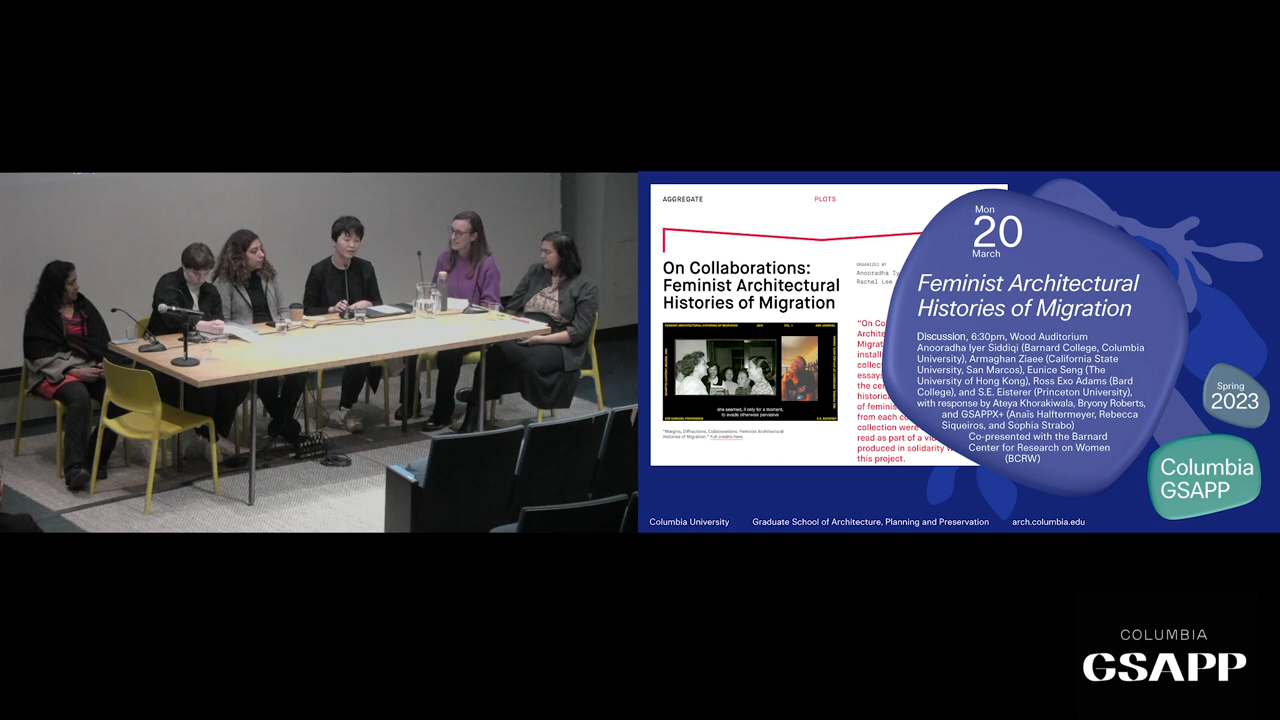 AGGREGATE
PLOTS
On Collaborations:
Feminist Architectural
Histories of Migration
ORGANIZED BY
Anooradha Iy
Rachel Lee
"On Co
Archite
Migrat
install
collec
essays
the cen
historica
of femini
from each co
collection were
read as part of a vid
produced in solidarity w
this project.
she seemed, if only for a moment,
to evade otherwise pervasive
"Margins, Diffractions, Collaborations: Feminist Architectural
Histories of Migration." Full credits here.
Mon
20
March
Feminist Architectural
Histories of Migration
Discussion, 6:30pm, Wood Auditorium
Anooradha Iyer Siddiqi (Barnard College, Columbia
University), Armaghan Ziaee (California State
University, San Marcos), Eunice Seng (The
University of Hong Kong), Ross Exo Adams (Bard
College), and S.E. Eisterer (Princeton University),
with response by Ateya Khorakiwala, Bryony Roberts,
and GSAPPX+ (Anaïs Halftermeyer, Rebecca
Siqueiros, and Sophia Strabo)
Co-presented with the Barnard
Center for Research on Women
(BCRW)
Spring
2023
Columbia
GSAPP
Columbia University
Graduate School of Architecture, Planning and Preservation
arch.columbia.edu
COLUMBIA
GSAPP